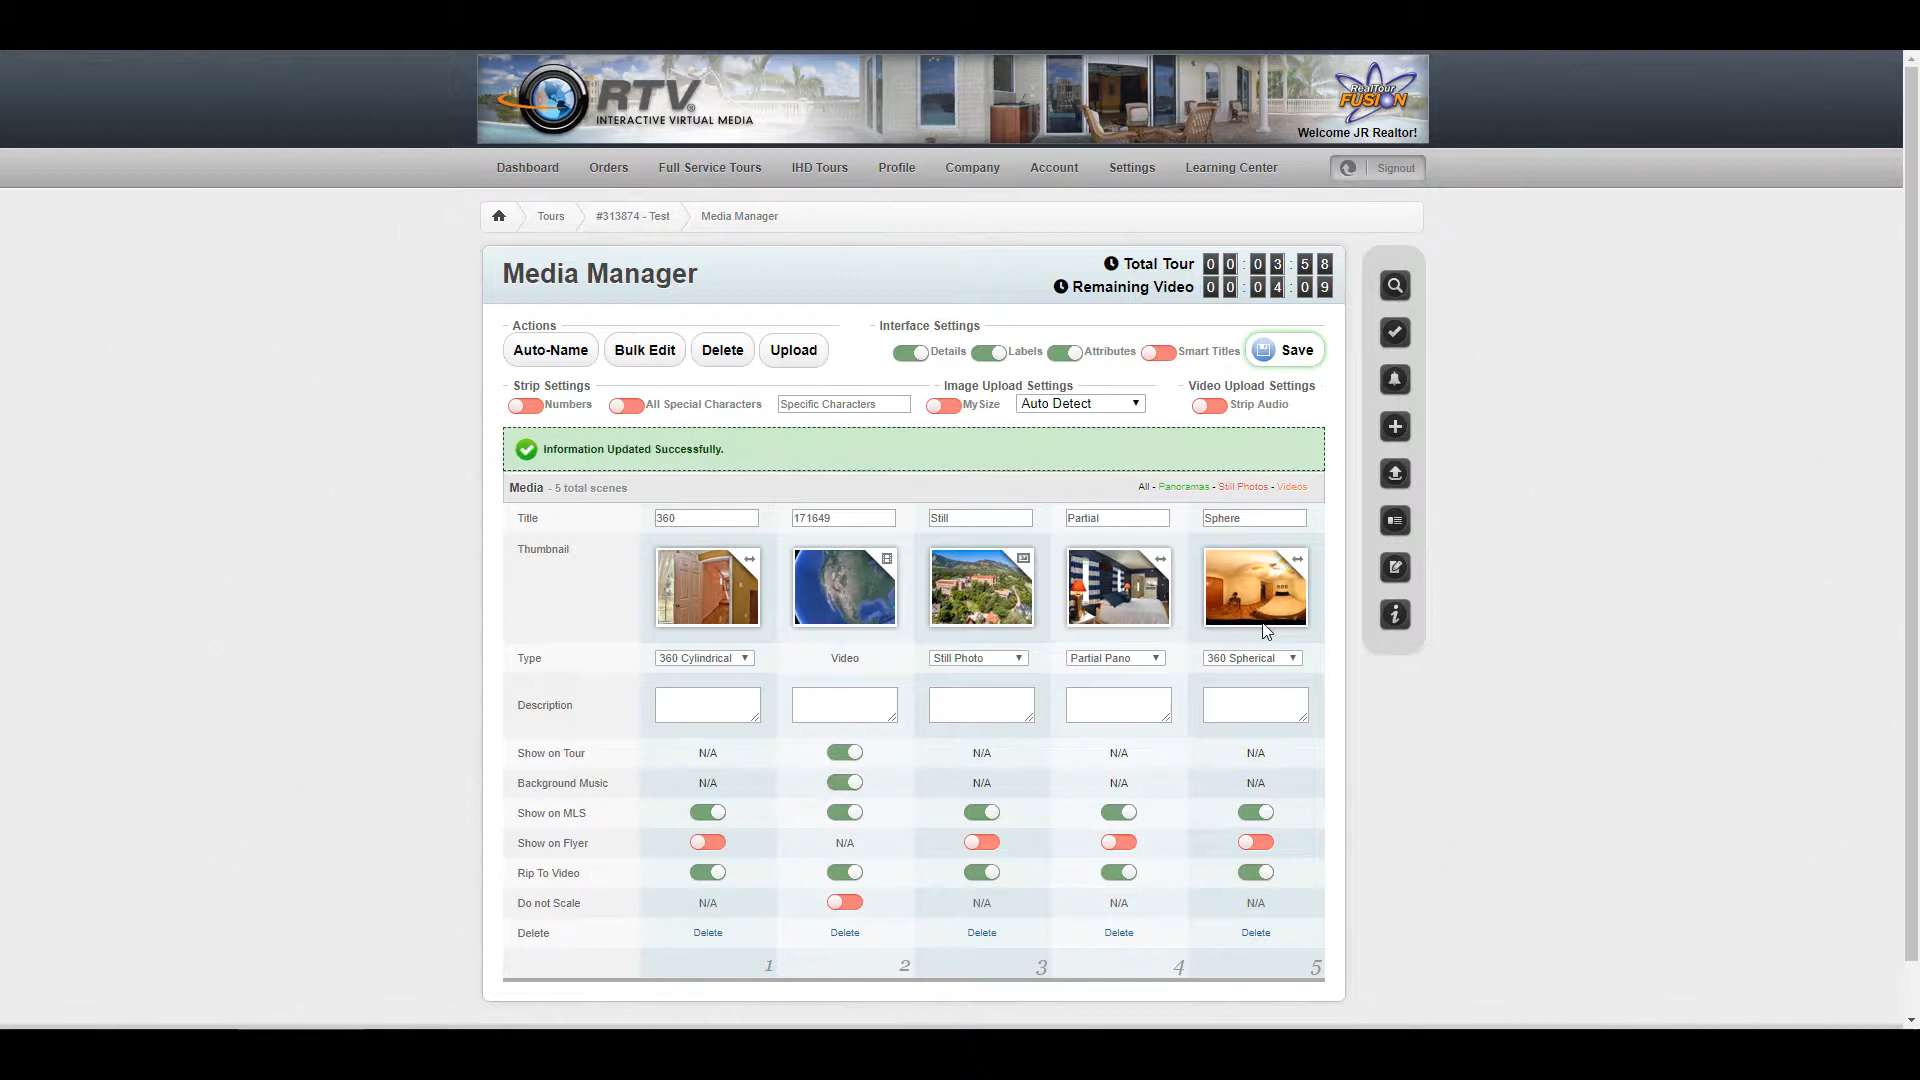 RTV®
INTERACTIVE VIRTUAL MEDIA
RealTour
FUSION
Welcome JR Realtor!
Dashboard Orders Full Service Tours IHD Tours Profile Company Account Settings Learning Center Signout
Tours #313874 - Test Media Manager
Media Manager
Total Tour 00:03:58
Remaining Video 00:04:09
Actions
Auto-Name Bulk Edit Delete Upload
Interface Settings
Details Labels Attributes Smart Titles Save
Strip Settings
Numbers All Special Characters Specific Characters
Image Upload Settings
MySize Auto Detect
Video Upload Settings
Strip Audio
Information Updated Successfully.
Media - 5 total scenes
All - Panoramas - Still Photos - Videos
Title 360 171649 Still Partial Sphere
Thumbnail
Type 360 Cylindrical Video Still Photo Partial Pano 360 Spherical
Description
Show on Tour N/A N/A N/A N/A
Background Music N/A N/A N/A N/A
Show on MLS
Show on Flyer N/A
Rip To Video
Do not Scale N/A N/A N/A N/A
Delete Delete Delete Delete Delete Delete
1 2 3 4 5